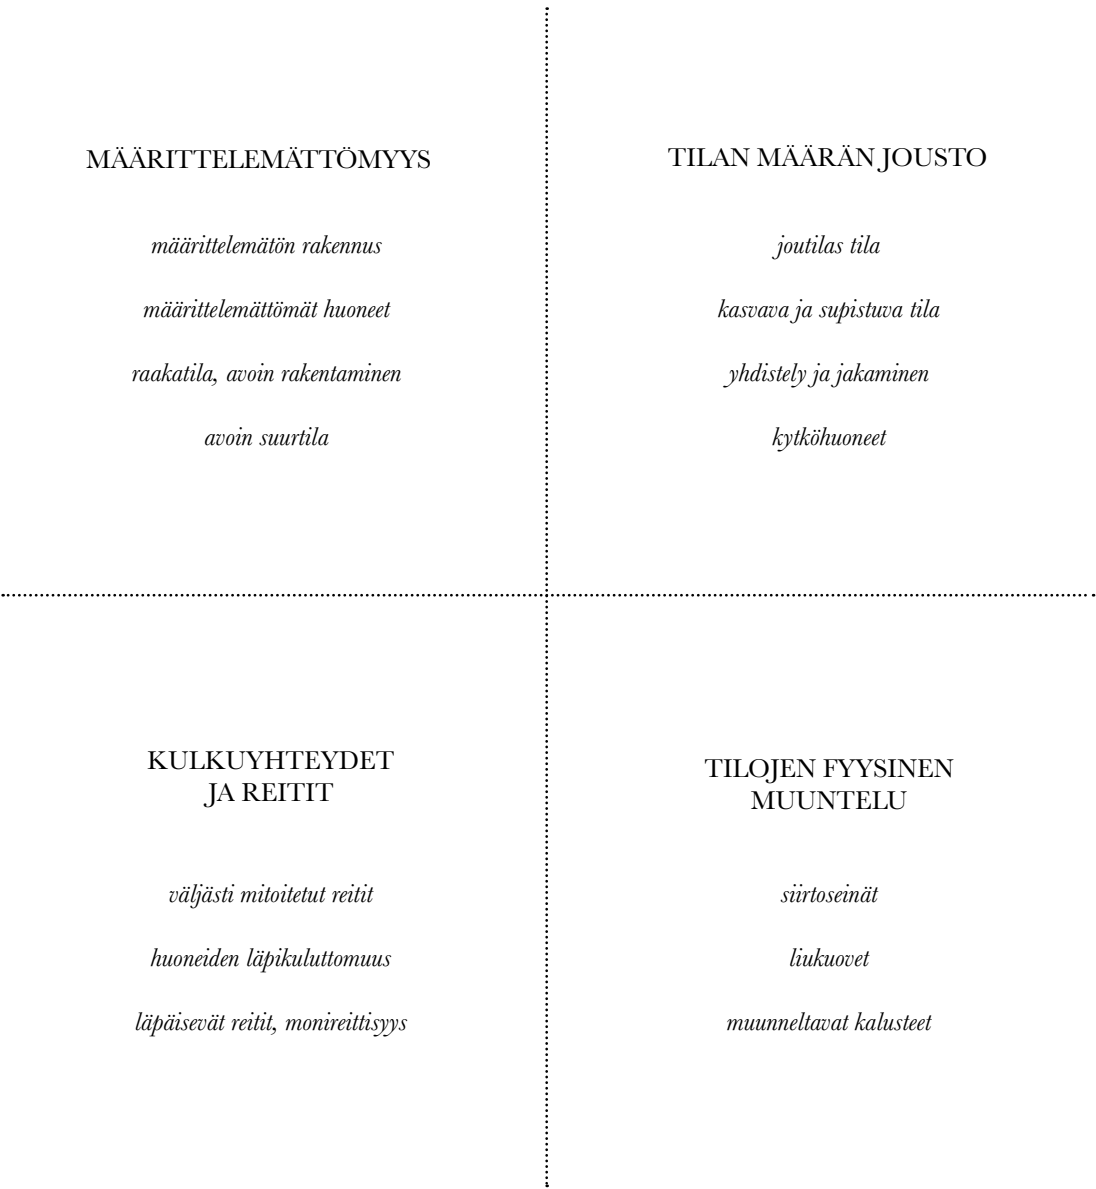 MÄÄRITTELEMÄTTÖMYYS
määrittelemätön rakennus
määrittelemättömät huoneet
raakatila, avoin rakentaminen
avoin suurtila
TILAN MÄÄRÄN JOUSTO
joutilas tila
kasvava ja supistuva tila
yhdistely ja jakaminen
kytköhuoneet
KULKUYHTEYDET
JA REITIT
väljästi mitoitetut reitit
huoneiden läpikuluttomuus
läpäisevät reitit, monireittisyys
TILOJEN FYYSINEN
MUUNTELU
siirtoseinät
liukuovet
muunneltavat kalusteet